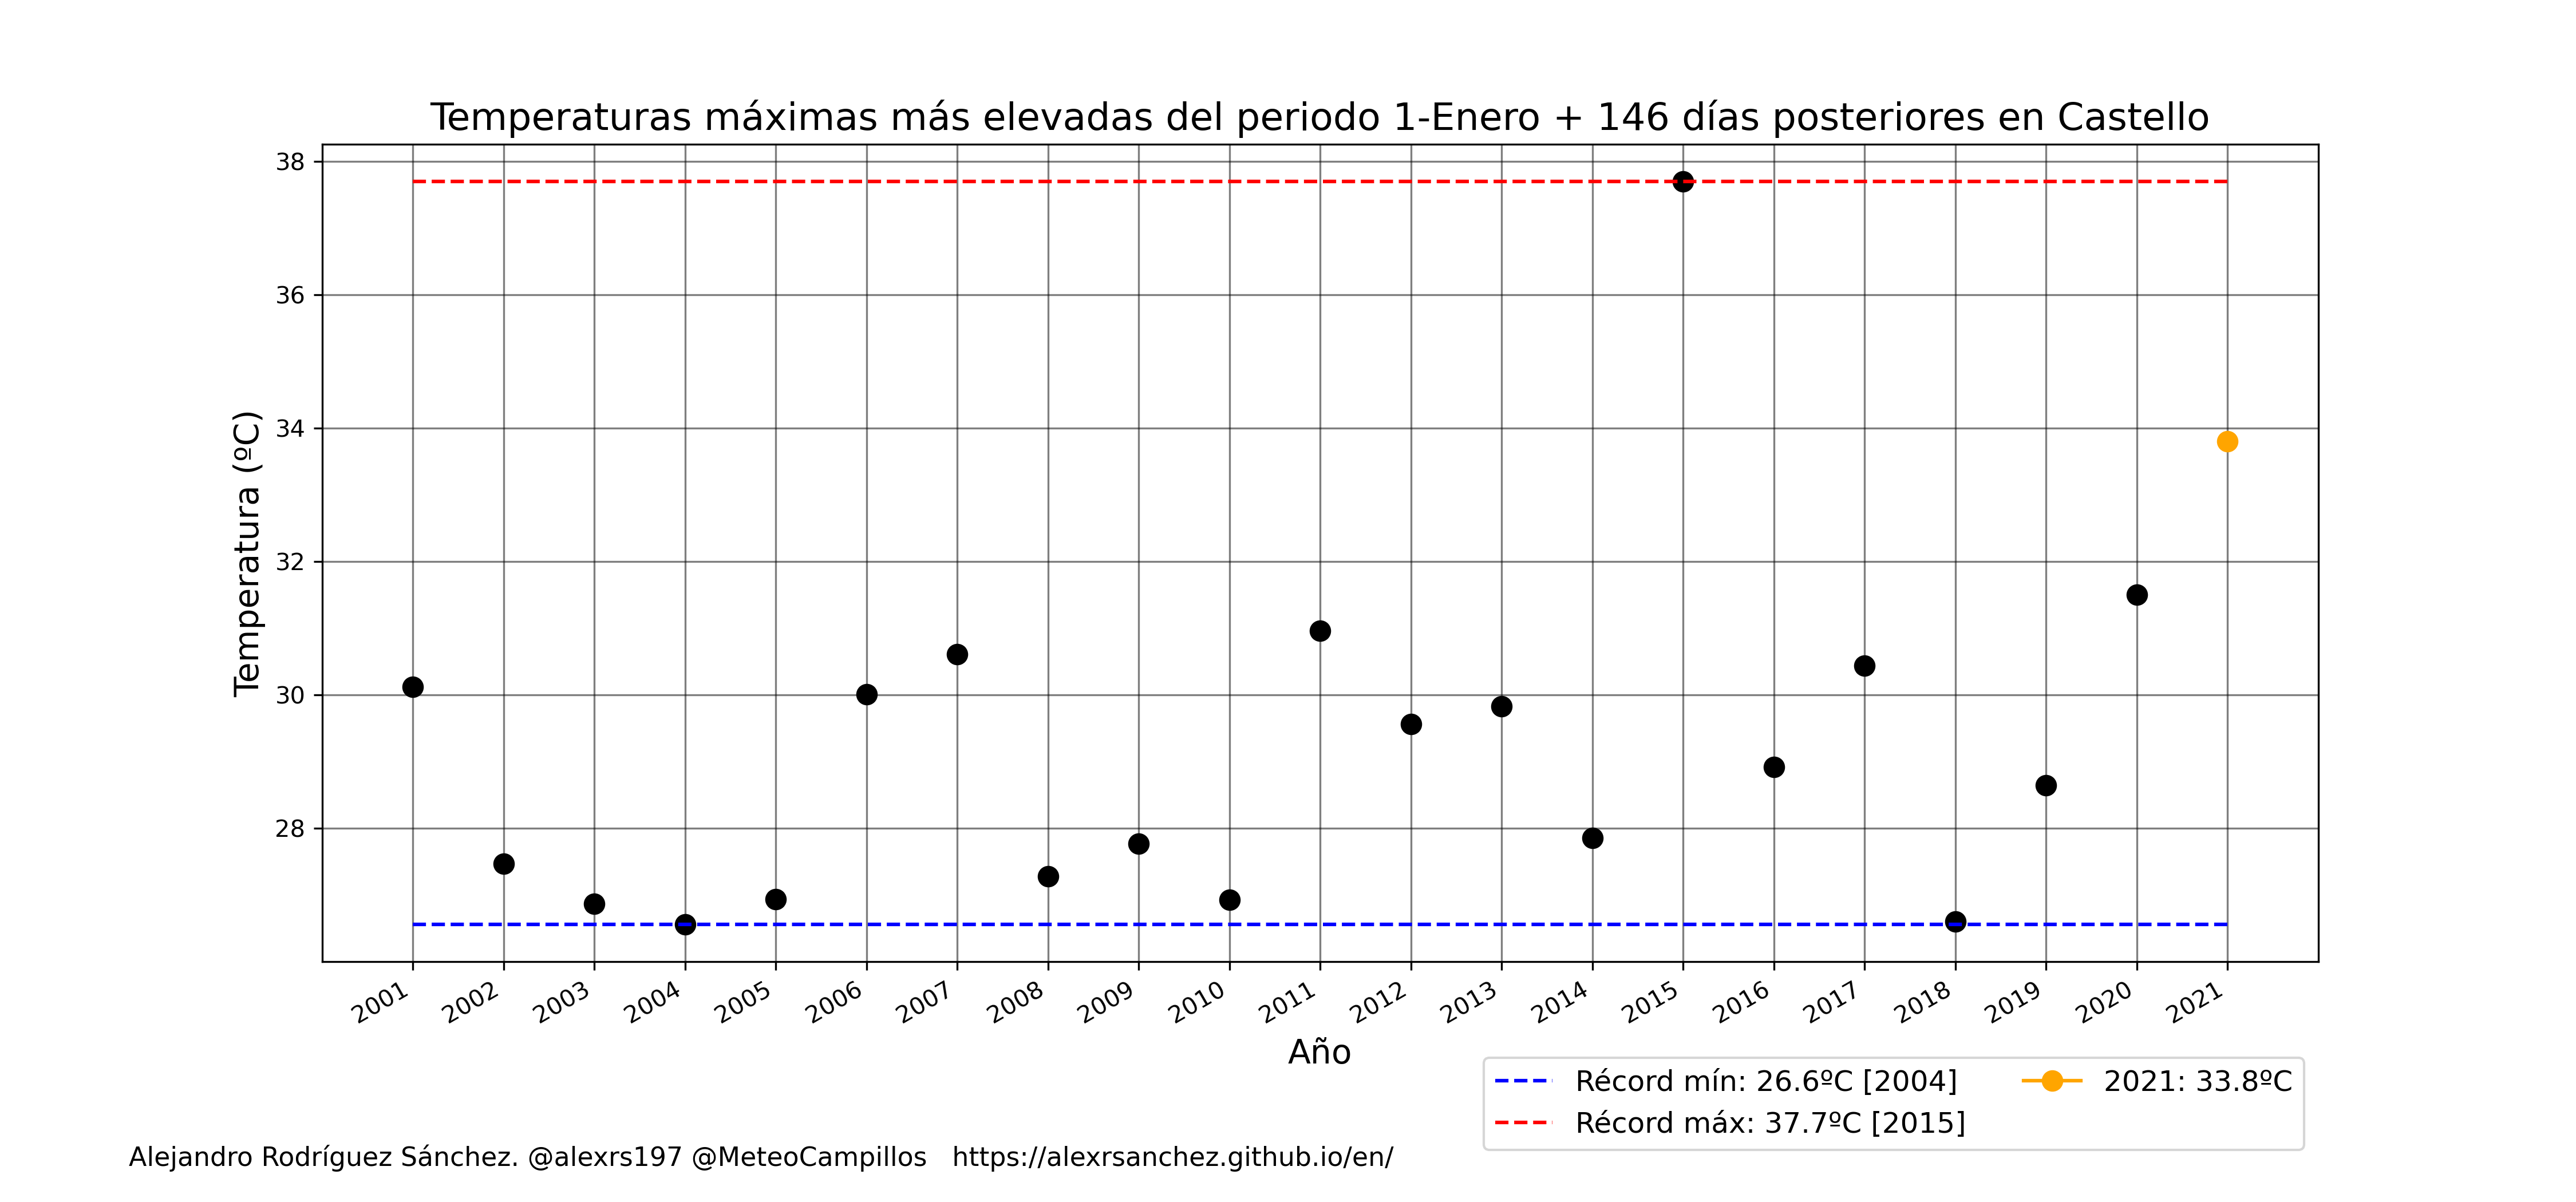 Temperaturas máximas más elevadas del periodo 1-Enero + 146 días posteriores en Castello
38
36
34
32
30
28
Temperatura (ºC)
2001 2002 2003 2004 2005 2006 2007 2008 2009 2010 2011 2012 2013 2014 2015 2016 2017 2018 2019 2020 2021
Año
Récord mín: 26.6ºC [2004]
Récord máx: 37.7ºC [2015]
2021: 33.8ºC
Alejandro Rodríguez Sánchez. @alexrs197 @MeteoCampillos https://alexrsanchez.github.io/en/